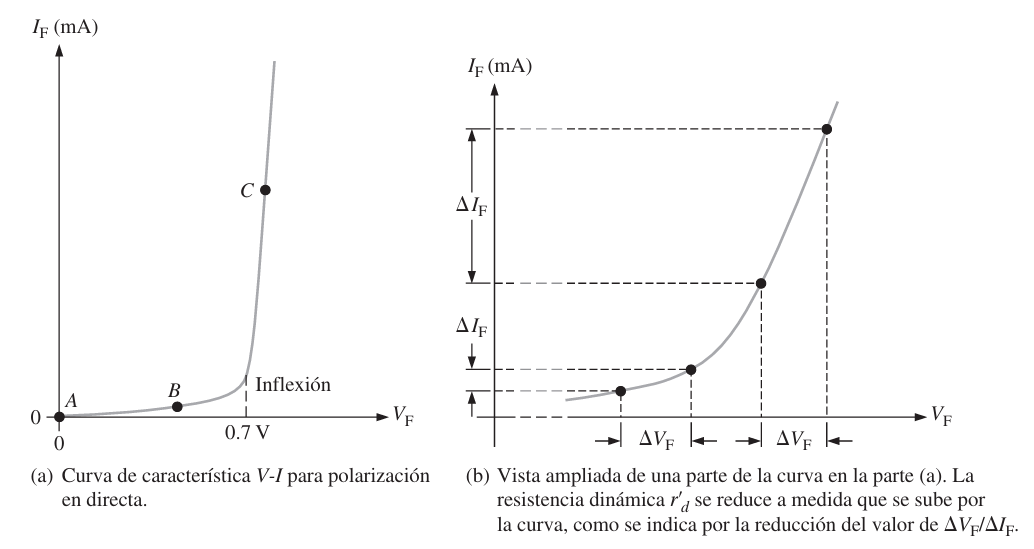 I_F (mA)
C
Inflexión
A
B
0
V_F
0
0.7 V
(a) Curva de característica V-I para polarización
en directa.
I_F (mA)
ΔI_F
ΔI_F
V_F
ΔV_F
ΔV_F
(b) Vista ampliada de una parte de la curva en la parte (a). La
resistencia dinámica r′_d se reduce a medida que se sube por
la curva, como se indica por la reducción del valor de ΔV_F/ΔI_F.